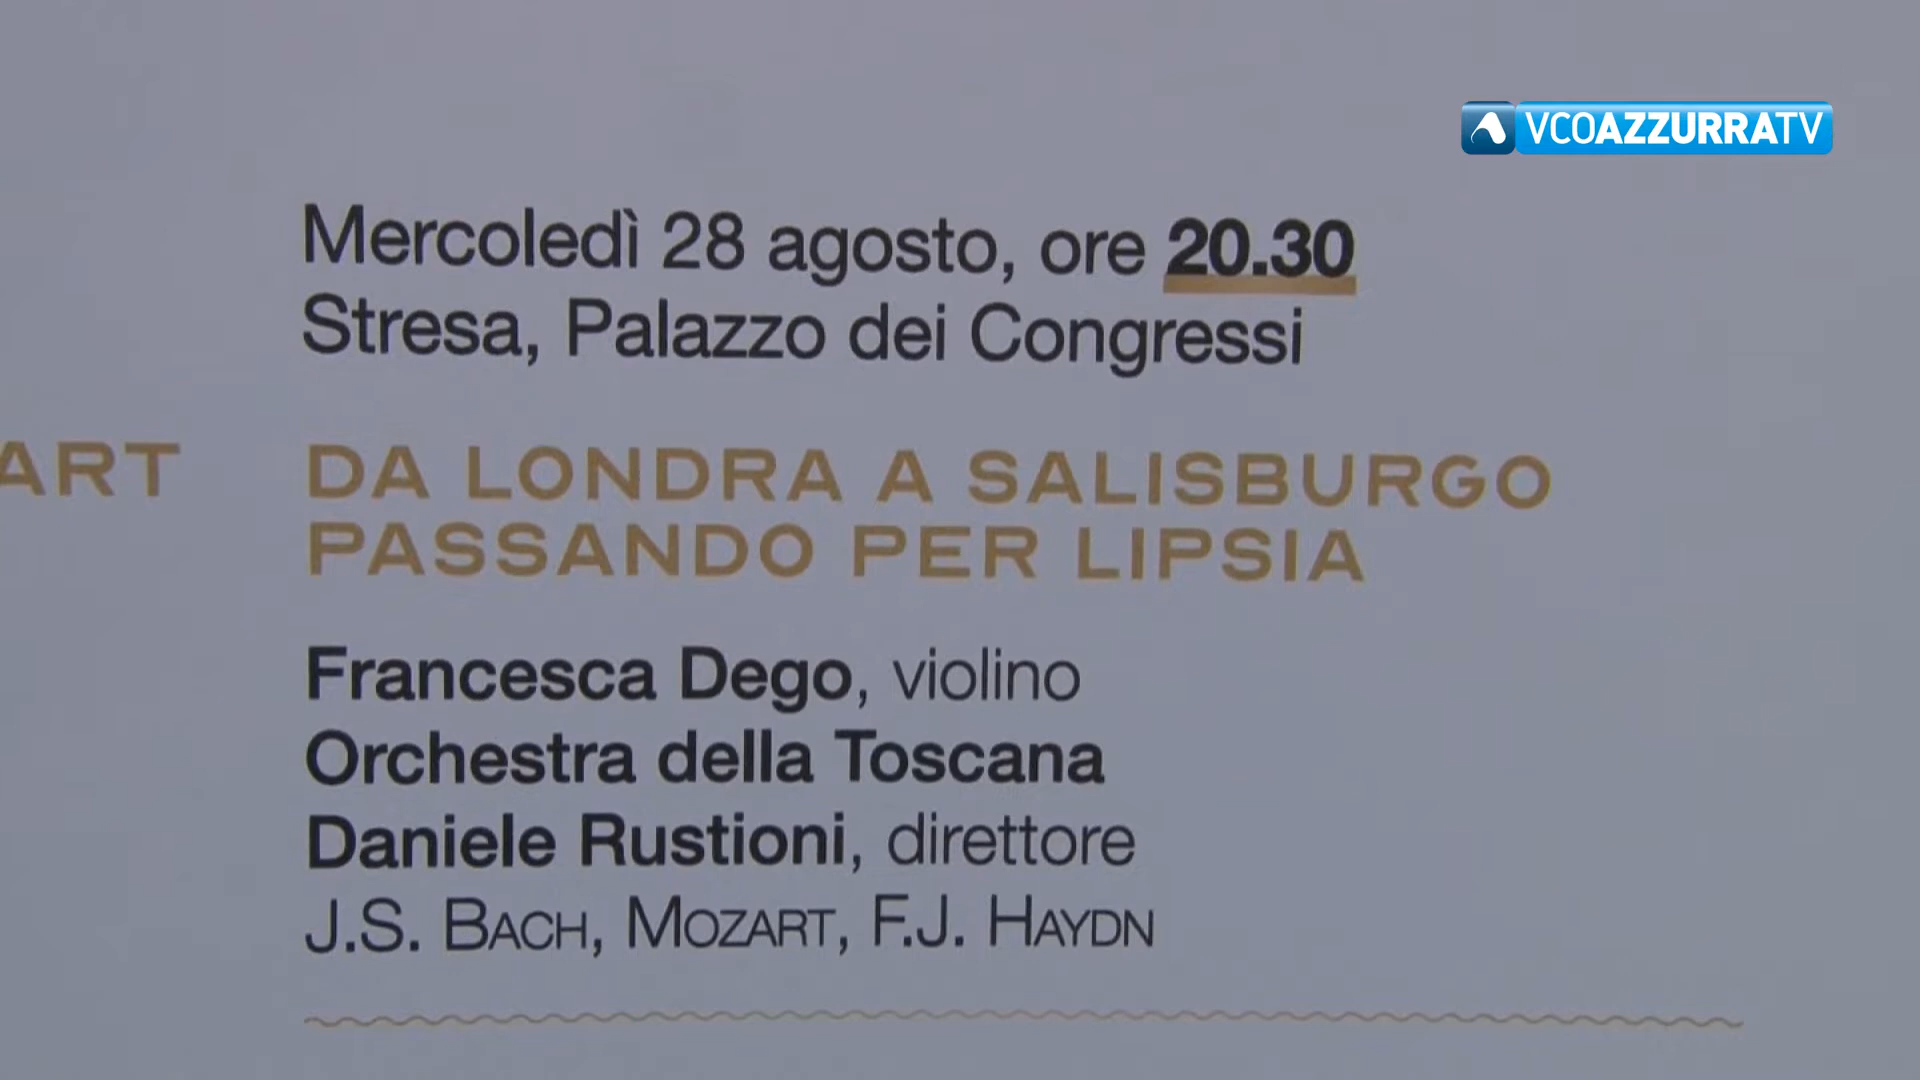 VCOAZZURRATV
Mercoledì 28 agosto, ore 20.30
Stresa, Palazzo dei Congressi
ART
DA LONDRA A SALISBURGO
PASSANDO PER LIPSIA
Francesca Dego, violino
Orchestra della Toscana
Daniele Rustioni, direttore
J.S. BACH, MOZART, F.J. HAYDN